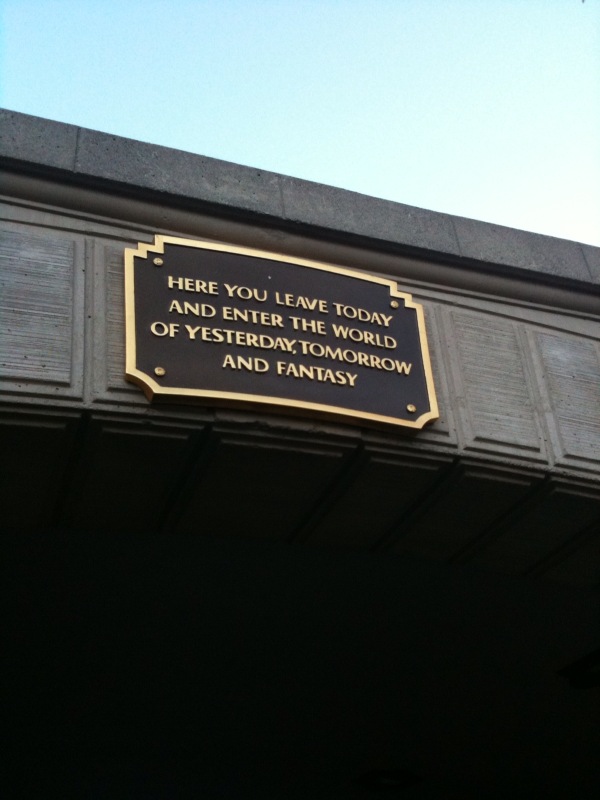 HERE YOU LEAVE TODAY
AND ENTER THE WORLD
OF YESTERDAY, TOMORROW
AND FANTASY